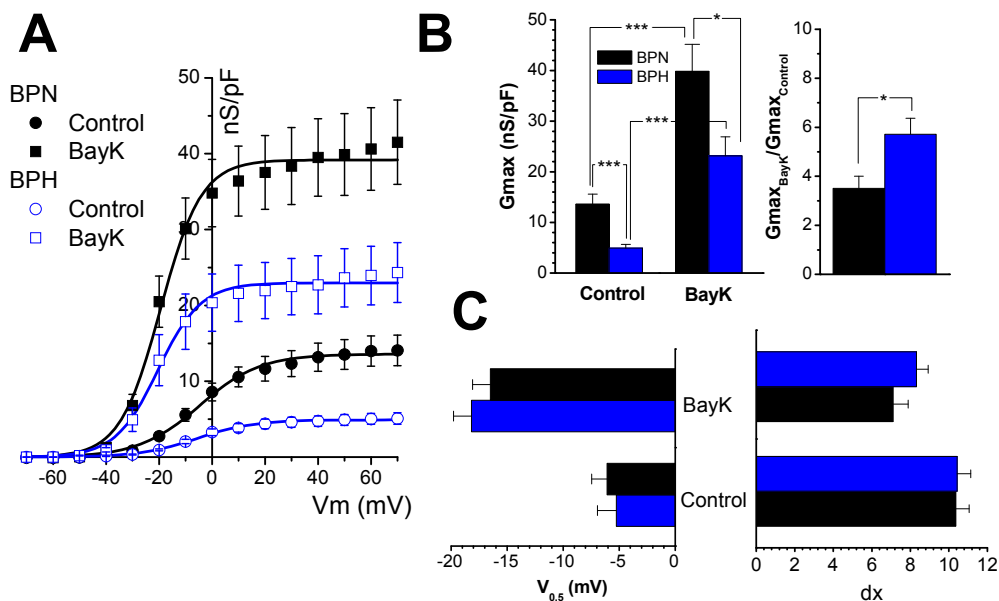 A
BPN
Control
BayK
BPH
Control
BayK
nS/pF
50
40
30
20
10
-60 -40 -20 0 20 40 60
Vm (mV)
B
Gmax (nS/pF)
50
40
30
20
10
0
BPN
BPH
***
*
***
***
Control BayK
Gmax_BayK/Gmax_Control
10
8
6
4
2
0
*
C
BayK
Control
-20 -15 -10 -5 0
V_0.5 (mV)
0 2 4 6 8 10 12
dx